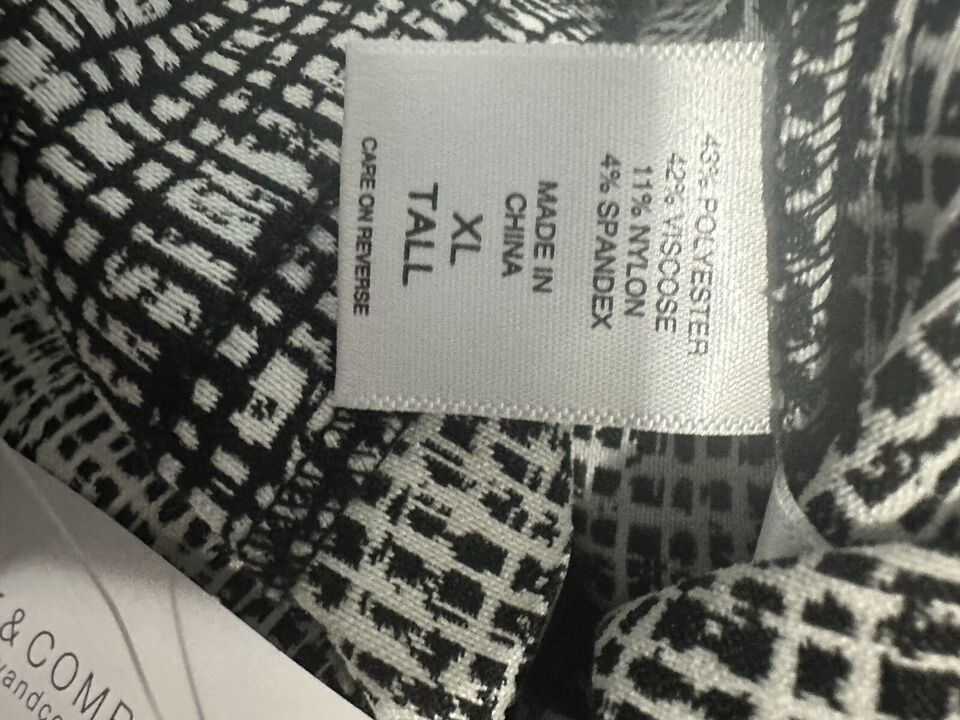 43% POLYESTER
42% VISCOSE
11% NYLON
4% SPANDEX
MADE IN
CHINA
XL
TALL
CARE ON REVERSE
& COMP